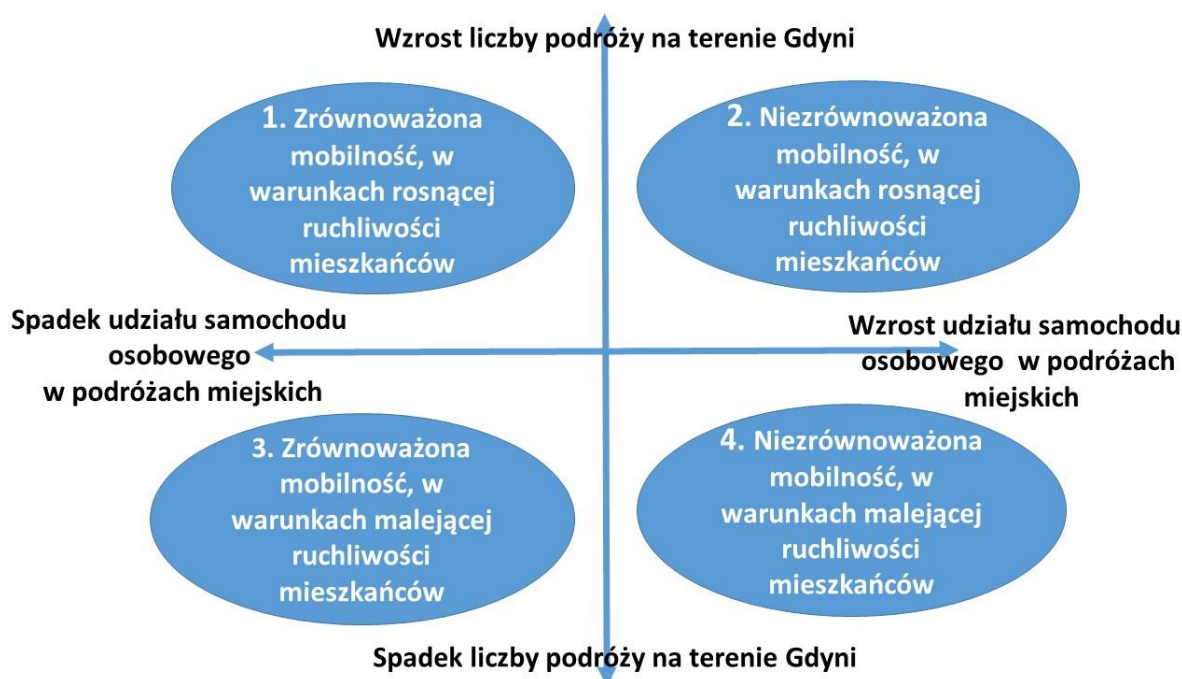 Wzrost liczby podróży na terenie Gdyni
1. Zrównoważona
mobilność, w
warunkach rosnącej
ruchliwości
mieszkańców
2. Niezrównoważona
mobilność, w
warunkach rosnącej
ruchliwości
mieszkańców
Spadek udziału samochodu
osobowego
w podróżach miejskich
Wzrost udziału samochodu
osobowego w podróżach
miejskich
3. Zrównoważona
mobilność, w
warunkach malejącej
ruchliwości
mieszkańców
4. Niezrównoważona
mobilność, w
warunkach malejącej
ruchliwości
mieszkańców
Spadek liczby podróży na terenie Gdyni